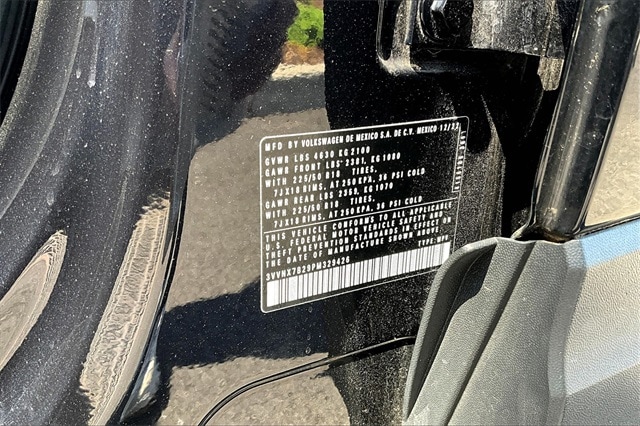 MFD BY VOLKSWAGEN DE MEXICO S.A. DE C.V. MEXICO 12/22
GVWR LBS 4630 KG 2100
GAWR FRONT LBS 2381, KG 1080
WITH 225/50 R18 TIRES,
7JX18 RIMS, AT 250 KPA, 36 PSI COLD
GAWR REAR LBS 2359, KG 1070
WITH 225/50 R18 TIRES,
7JX18 RIMS, AT 250 KPA, 36 PSI COLD
THIS VEHICLE CONFORMS TO ALL APPLICABLE
U.S. FEDERAL MOTOR VEHICLE SAFETY AND
THEFT PREVENTION STANDARDS IN EFFECT ON
THE DATE OF MANUFACTURE SHOWN ABOVE
TYPE: MPV
3VVNX7B29PM329426